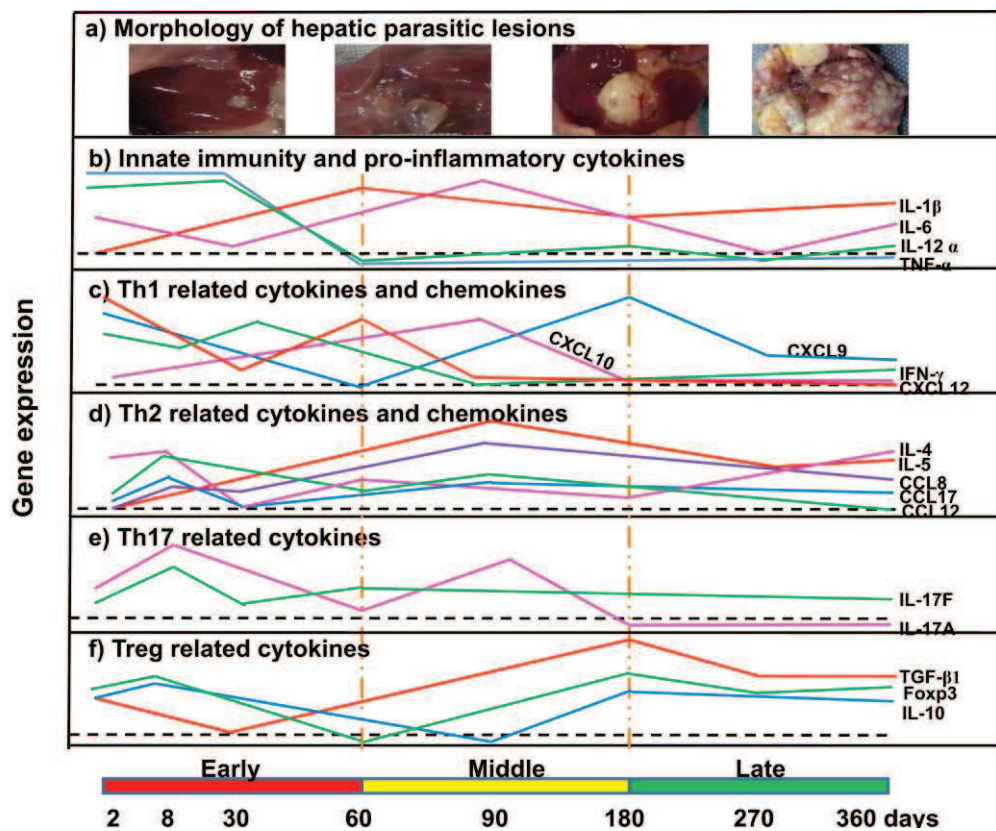 a) Morphology of hepatic parasitic lesions
b) Innate immunity and pro-inflammatory cytokines
IL-1β
IL-6
IL-12 α
TNF-α
c) Th1 related cytokines and chemokines
CXCL10
CXCL9
IFN-γ
CXCL12
d) Th2 related cytokines and chemokines
IL-4
IL-5
CCL8
CCL17
CCL12
e) Th17 related cytokines
IL-17F
IL-17A
f) Treg related cytokines
TGF-β1
Foxp3
IL-10
Gene expression
Early Middle Late
2 8 30 60 90 180 270 360 days